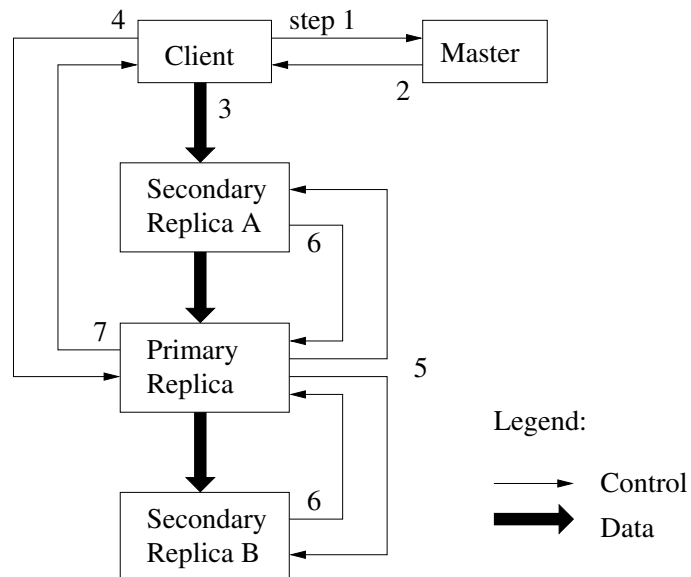 4
step 1
Client
Master
2
3
Secondary
Replica A
6
7
Primary
Replica
5
Legend:
6
Control
Secondary
Replica B
Data